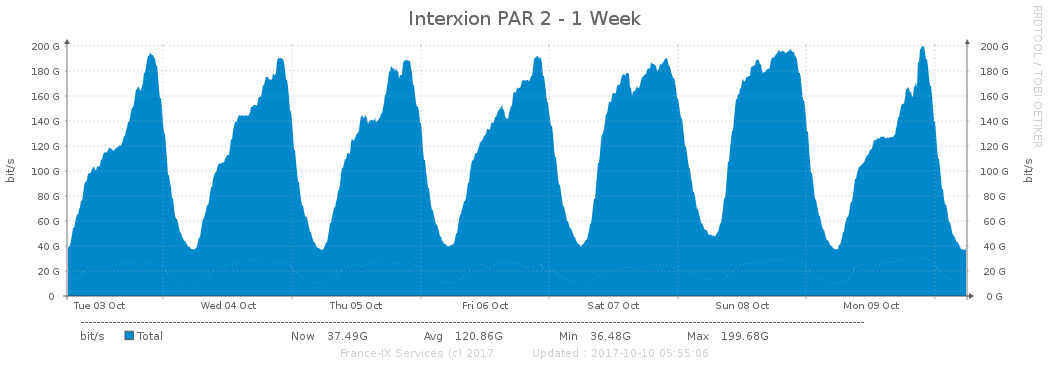 Interxion PAR 2 - 1 Week
RRDTOOL / TOBI OETIKER
200 G 200 G
180 G 180 G
160 G 160 G
140 G 140 G
120 G 120 G
100 G 100 G
80 G 80 G
60 G 60 G
40 G 40 G
20 G 20 G
0 0 G
bit/s bit/s
Tue 03 Oct Wed 04 Oct Thu 05 Oct Fri 06 Oct Sat 07 Oct Sun 08 Oct Mon 09 Oct
bit/s Total Now 37.49G Avg 120.86G Min 36.48G Max 199.68G
France-IX Services (c) 2017 Updated : 2017-10-10 05:55:06